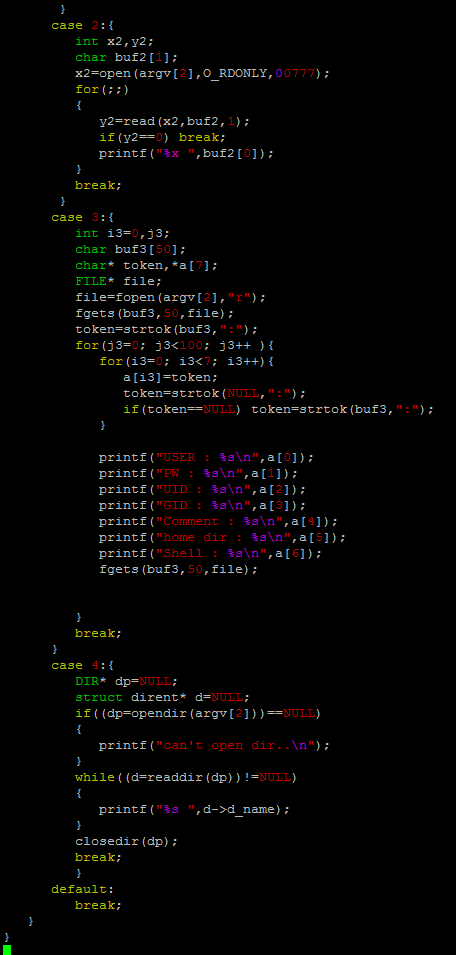 }
case 2:{
int x2,y2;
char buf2[1];
x2=open(argv[2],O_RDONLY,00777);
for(;;)
{
y2=read(x2,buf2,1);
if(y2==0) break;
printf("%x ",buf2[0]);
}
break;
}
case 3:{
int i3=0,j3;
char buf3[50];
char* token,*a[7];
FILE* file;
file=fopen(argv[2],"r");
fgets(buf3,50,file);
token=strtok(buf3,":");
for(j3=0; j3<100; j3++ ){
for(i3=0; i3<7; i3++){
a[i3]=token;
token=strtok(NULL,":");
if(token==NULL) token=strtok(buf3,":");
}
printf("USER : %s\n",a[0]);
printf("PW : %s\n",a[1]);
printf("UID : %s\n",a[2]);
printf("GID : %s\n",a[3]);
printf("Comment : %s\n",a[4]);
printf("home dir : %s\n",a[5]);
printf("Shell : %s\n",a[6]);
fgets(buf3,50,file);
}
break;
}
case 4:{
DIR* dp=NULL;
struct dirent* d=NULL;
if((dp=opendir(argv[2]))==NULL)
{
printf("can't open dir..\n");
}
while((d=readdir(dp))!=NULL)
{
printf("%s ",d->d_name);
}
closedir(dp);
break;
}
default:
break;
}
}